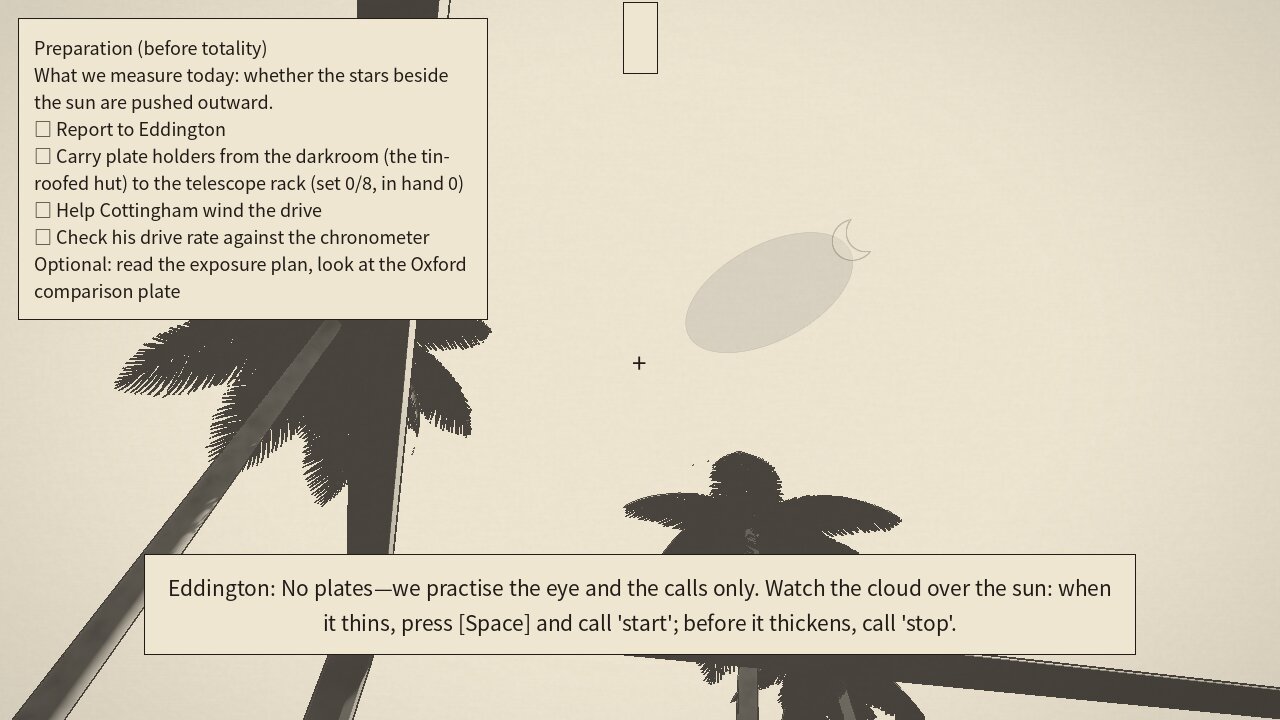 Preparation (before totality)
What we measure today: whether the stars beside
the sun are pushed outward.
☐ Report to Eddington
☐ Carry plate holders from the darkroom (the tin-
roofed hut) to the telescope rack (set 0/8, in hand 0)
☐ Help Cottingham wind the drive
☐ Check his drive rate against the chronometer
Optional: read the exposure plan, look at the Oxford
comparison plate
Eddington: No plates—we practise the eye and the calls only. Watch the cloud over the sun: when
it thins, press [Space] and call 'start'; before it thickens, call 'stop'.